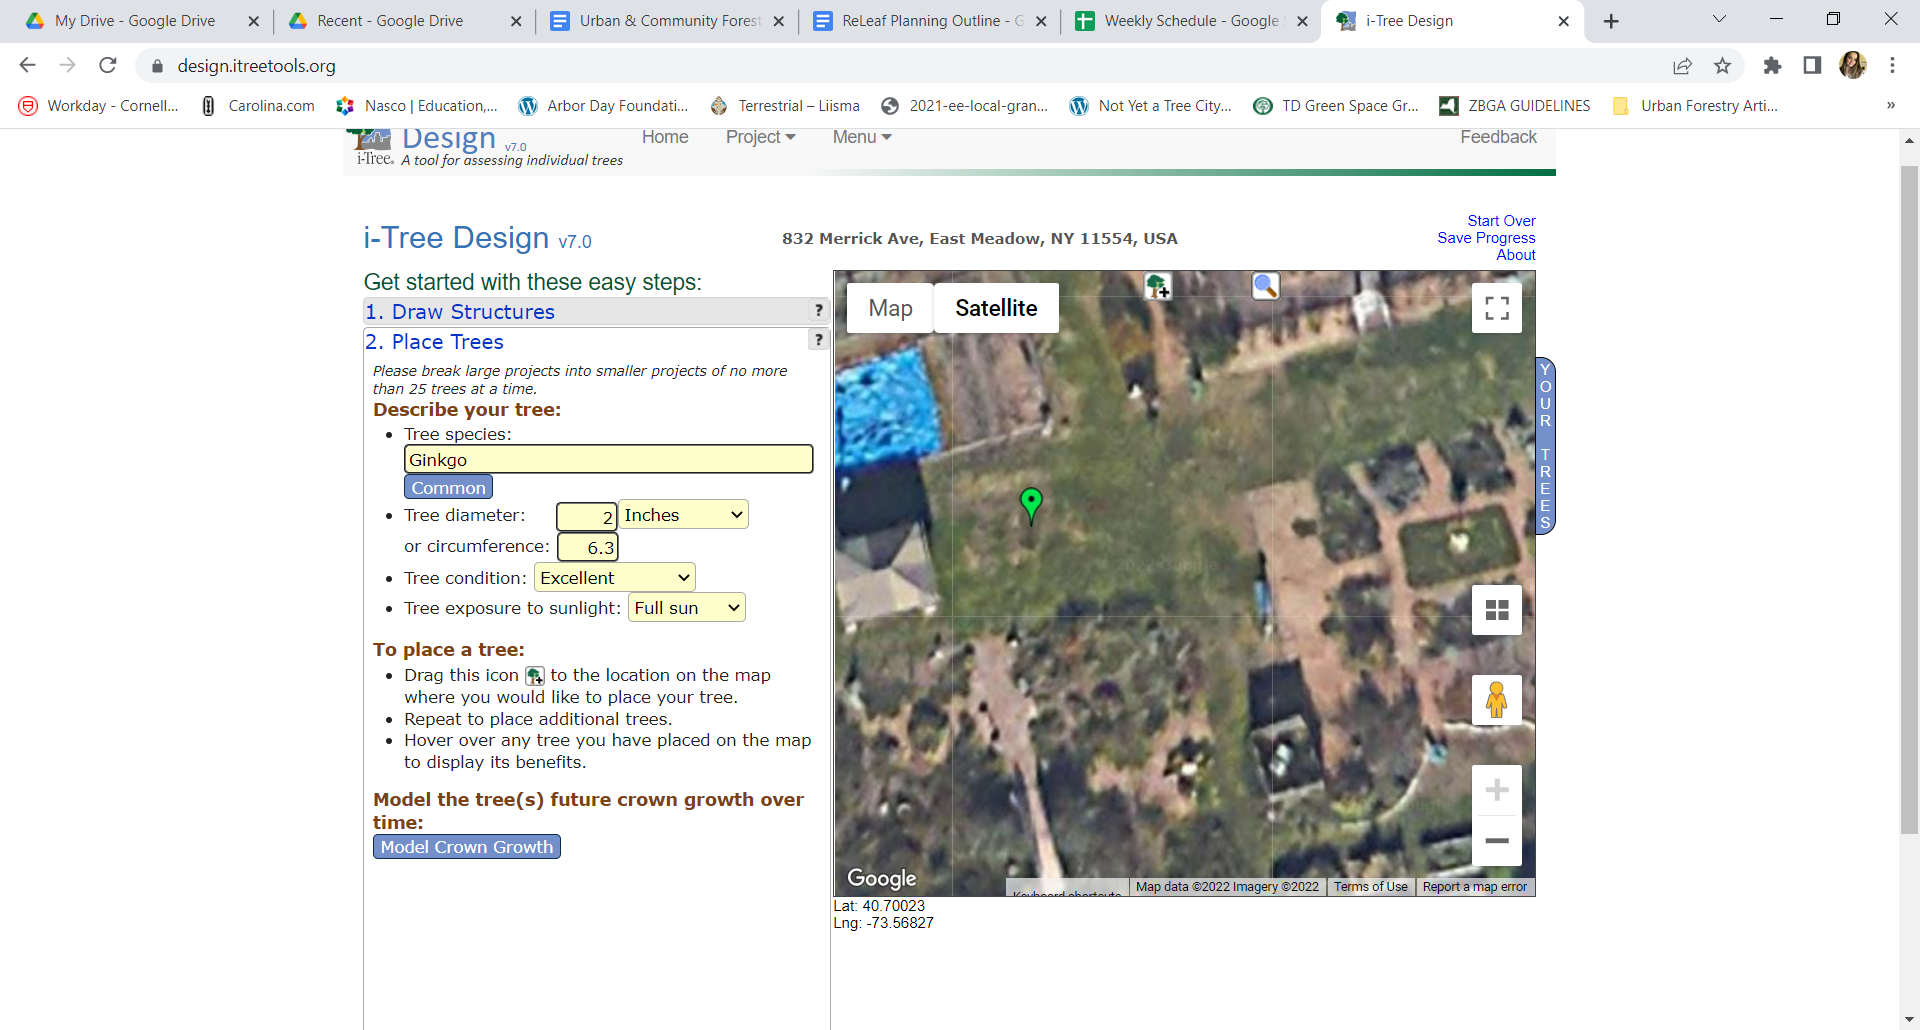 My Drive - Google Drive
Recent - Google Drive
Urban & Community Forest
ReLeaf Planning Outline - G
Weekly Schedule - Google
i-Tree Design
design.itreetools.org
Workday - Cornell...
Carolina.com
Nasco | Education,...
Arbor Day Foundati...
Terrestrial – Liisma
2021-ee-local-gran...
Not Yet a Tree City...
TD Green Space Gr...
ZBGA GUIDELINES
Urban Forestry Arti...
»
i-Tree®
Design v7.0
A tool for assessing individual trees
Home
Project
Menu
Feedback
i-Tree Design v7.0
832 Merrick Ave, East Meadow, NY 11554, USA
Start Over
Save Progress
About
Get started with these easy steps:
1. Draw Structures ?
2. Place Trees ?
Please break large projects into smaller projects of no more
than 25 trees at a time.
Describe your tree:
• Tree species:
Ginkgo
Common
• Tree diameter: 2 Inches
or circumference: 6.3
• Tree condition: Excellent
• Tree exposure to sunlight: Full sun
To place a tree:
• Drag this icon to the location on the map
where you would like to place your tree.
• Repeat to place additional trees.
• Hover over any tree you have placed on the map
to display its benefits.
Model the tree(s) future crown growth over
time:
Model Crown Growth
Map
Satellite
YOUR TREES
Google
Keyboard shortcuts
Map data ©2022 Imagery ©2022
Terms of Use
Report a map error
Lat: 40.70023
Lng: -73.56827